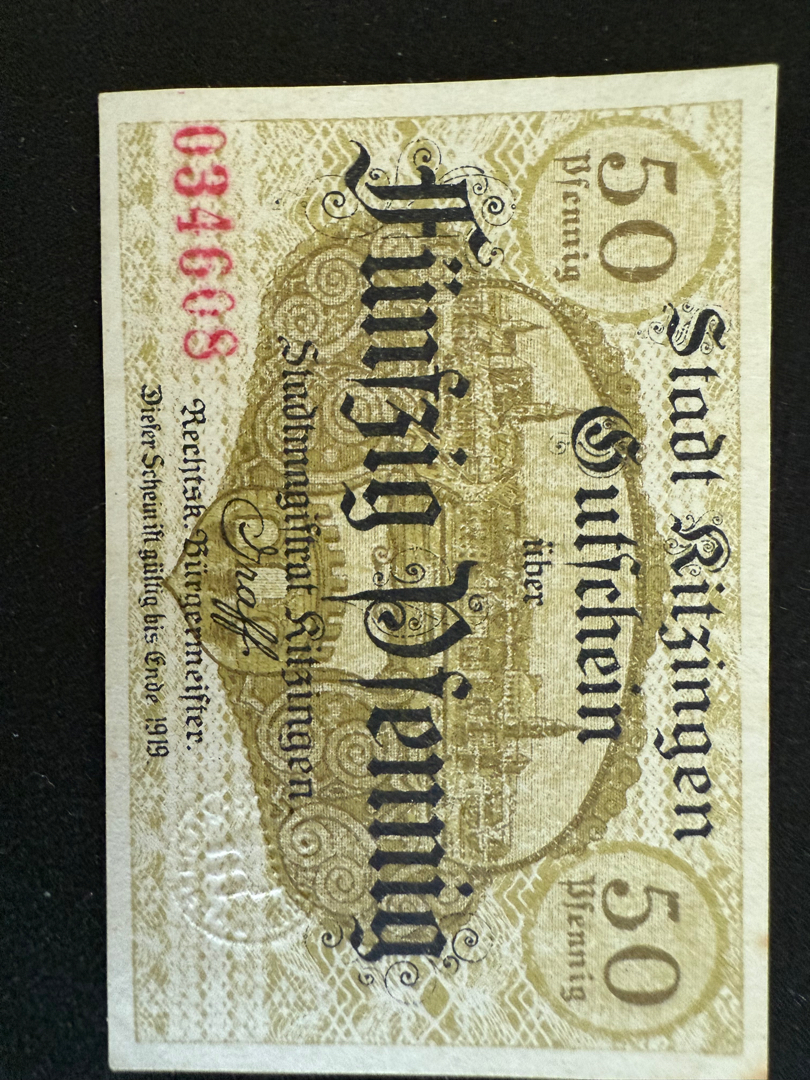 Stadt Kitzingen
50
Pfennig
50
Pfennig
Gutschein
über
Fünfzig Pfennig
Stadtmagistrat Kitzingen.
Graff
034608
Rechtsk. Bürgermeister.
Dieser Schein ist gültig bis Ende 1919